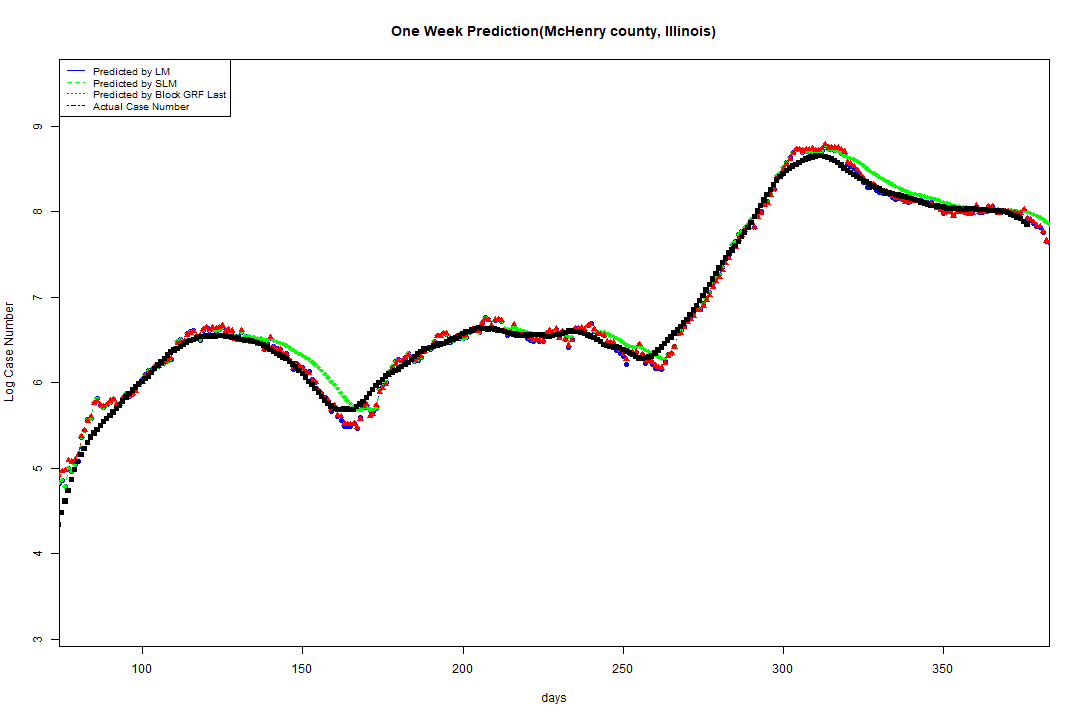 One Week Prediction(McHenry county, Illinois)
Predicted by LM
Predicted by SLM
Predicted by Block GRF Last
Actual Case Number
Log Case Number
9
8
7
6
5
4
3
100 150 200 250 300 350
days